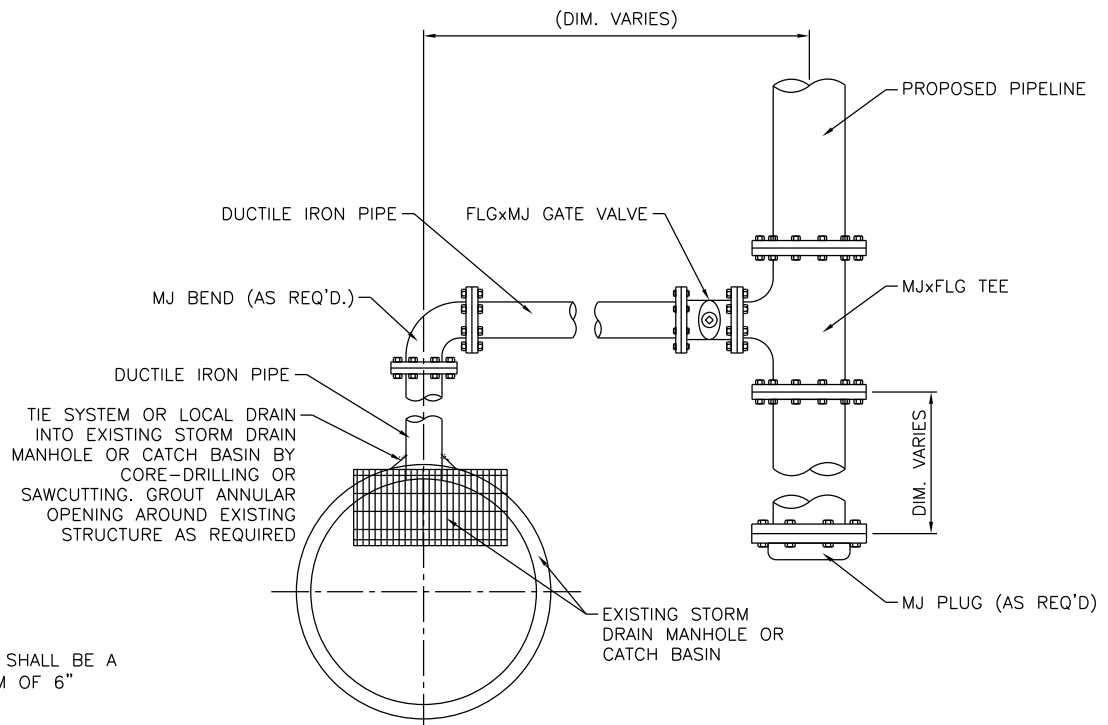 (DIM. VARIES)
PROPOSED PIPELINE
DUCTILE IRON PIPE
FLGxMJ GATE VALVE
MJ BEND (AS REQ'D.)
MJxFLG TEE
DUCTILE IRON PIPE
TIE SYSTEM OR LOCAL DRAIN
INTO EXISTING STORM DRAIN
MANHOLE OR CATCH BASIN BY
CORE-DRILLING OR
SAWCUTTING. GROUT ANNULAR
OPENING AROUND EXISTING
STRUCTURE AS REQUIRED
DIM. VARIES
MJ PLUG (AS REQ'D)
EXISTING STORM
DRAIN MANHOLE OR
CATCH BASIN
SHALL BE A
OF 6"